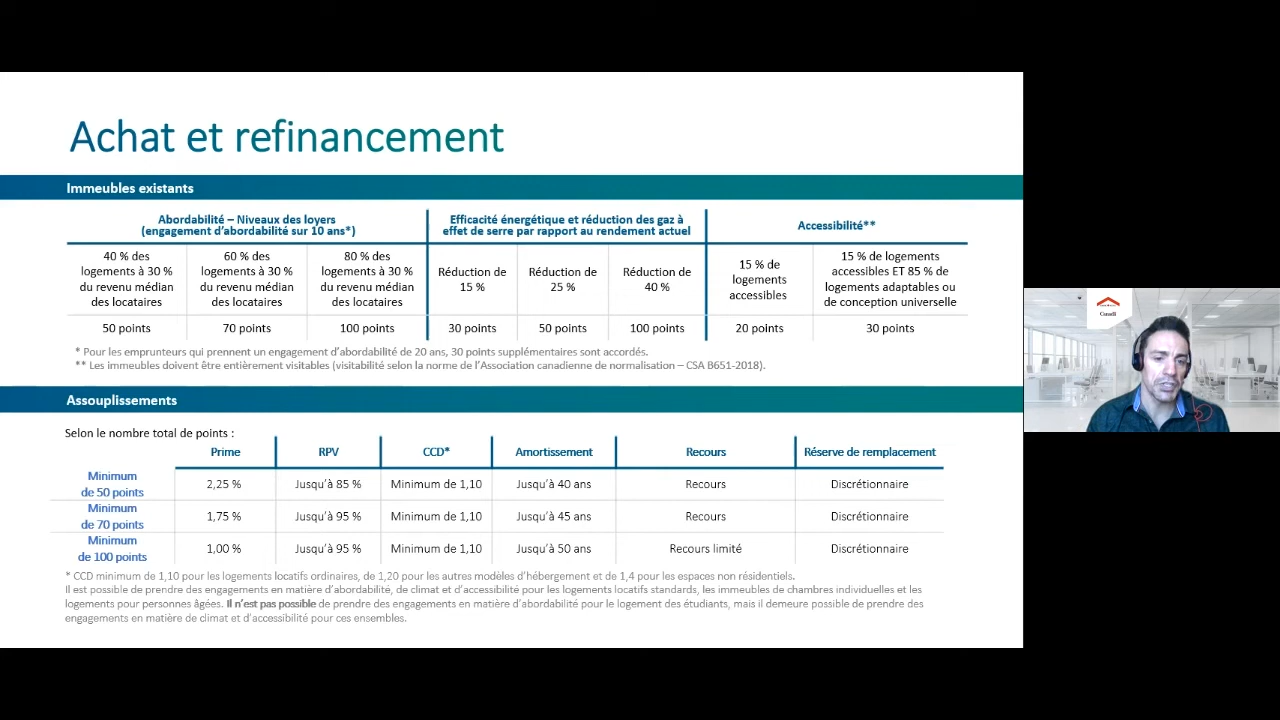 Achat et refinancement
Immeubles existants
Abordabilité – Niveaux des loyers
(engagement d'abordabilité sur 10 ans*)
Efficacité énergétique et réduction des gaz à
effet de serre par rapport au rendement actuel
Accessibilité**
40 % des
logements à 30 %
du revenu médian
des locataires
60 % des
logements à 30 %
du revenu médian
des locataires
80 % des
logements à 30 %
du revenu médian
des locataires
Réduction de
15 %
Réduction de
25 %
Réduction de
40 %
15 % de
logements
accessibles
15 % de logements
accessibles ET 85 % de
logements adaptables ou
de conception universelle
50 points
70 points
100 points
30 points
50 points
100 points
20 points
30 points
* Pour les emprunteurs qui prennent un engagement d'abordabilité de 20 ans, 30 points supplémentaires sont accordés.
** Les immeubles doivent être entièrement visitables (visitabilité selon la norme de l'Association canadienne de normalisation – CSA B651-2018).
Assouplissements
Selon le nombre total de points :
Prime
RPV
CCD*
Amortissement
Recours
Réserve de remplacement
Minimum
de 50 points
2,25 %
Jusqu'à 85 %
Minimum de 1,10
Jusqu'à 40 ans
Recours
Discrétionnaire
Minimum
de 70 points
1,75 %
Jusqu'à 95 %
Minimum de 1,10
Jusqu'à 45 ans
Recours
Discrétionnaire
Minimum
de 100 points
1,00 %
Jusqu'à 95 %
Minimum de 1,10
Jusqu'à 50 ans
Recours limité
Discrétionnaire
* CCD minimum de 1,10 pour les logements locatifs ordinaires, de 1,20 pour les autres modèles d'hébergement et de 1,4 pour les espaces non résidentiels.
Il est possible de prendre des engagements en matière d'abordabilité, de climat et d'accessibilité pour les logements locatifs standards, les immeubles de chambres individuelles et les
logements pour personnes âgées. Il n'est pas possible de prendre des engagements en matière d'abordabilité pour le logement des étudiants, mais il demeure possible de prendre des
engagements en matière de climat et d'accessibilité pour ces ensembles.